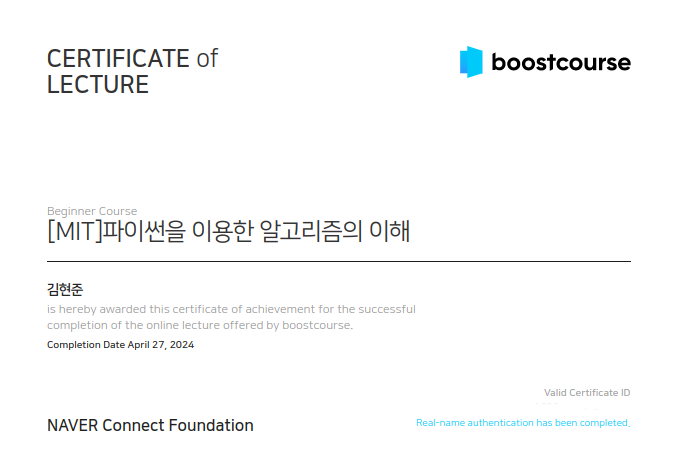 CERTIFICATE of
LECTURE
boostcourse
Beginner Course
[MIT]파이썬을 이용한 알고리즘의 이해
김현준
is hereby awarded this certificate of achievement for the successful
completion of the online lecture offered by boostcourse.
Completion Date April 27, 2024
Valid Certificate ID
Real-name authentication has been completed.
NAVER Connect Foundation